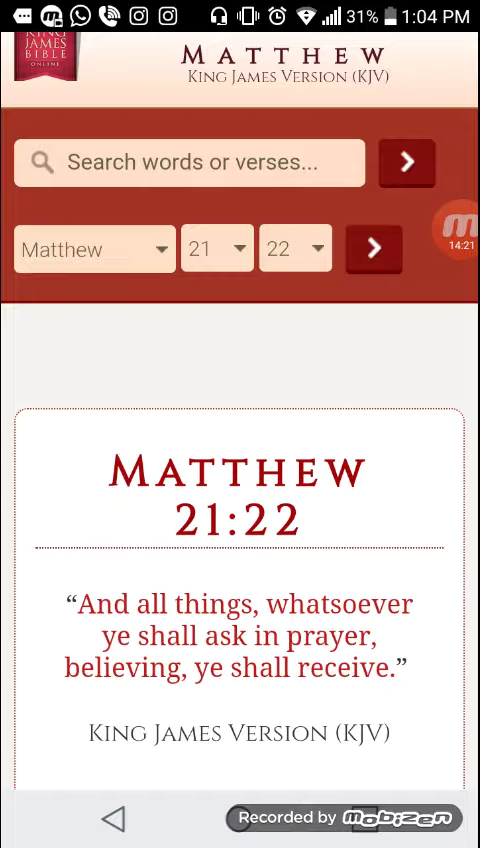 31% 1:04 PM
KING
JAMES
BIBLE
ONLINE
MATTHEW
KING JAMES VERSION (KJV)
Search words or verses...
Matthew 21 22
14:21
MATTHEW
21:22
“And all things, whatsoever
ye shall ask in prayer,
believing, ye shall receive.”
KING JAMES VERSION (KJV)
Recorded by mobizen